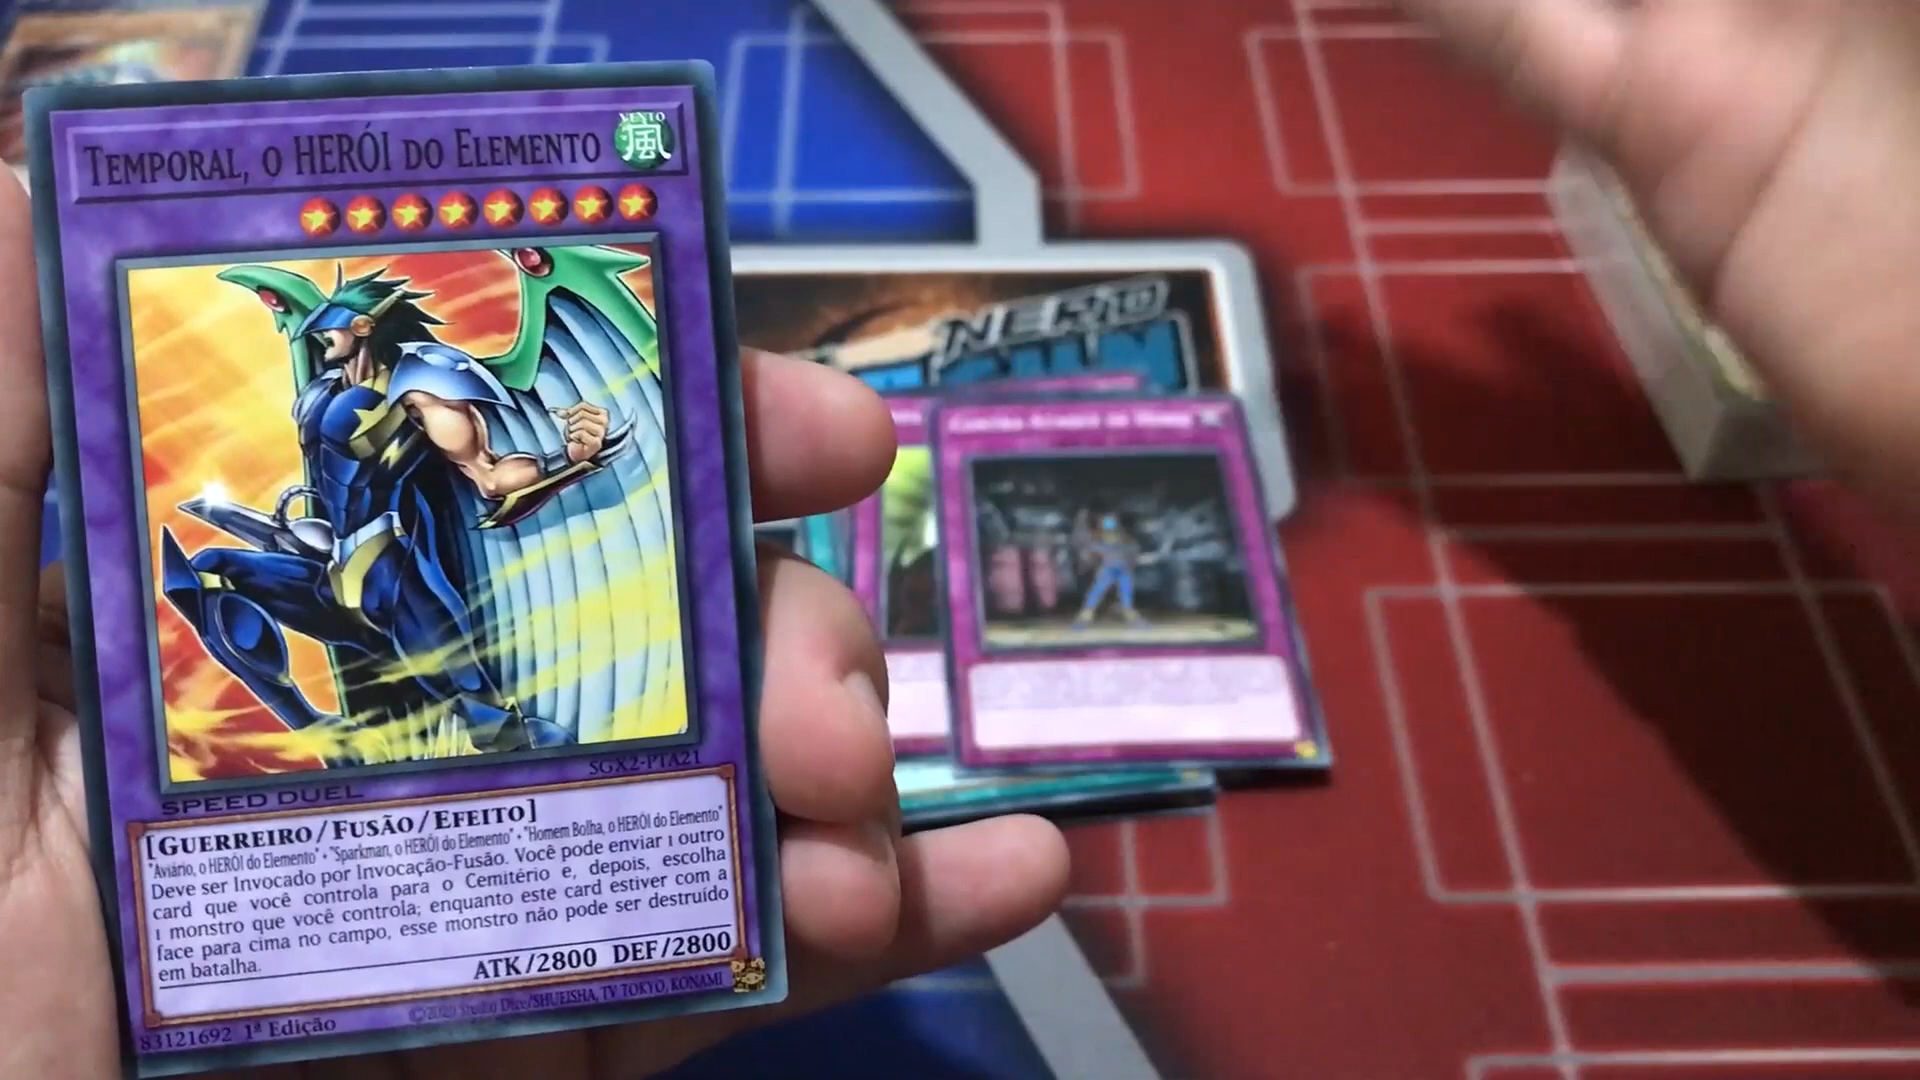 TEMPORAL, O HERÓI DO ELEMENTO
VENTO
風
SGX2-PTA21
SPEED DUEL
[GUERREIRO/FUSÃO/EFEITO]
"Aviário, o HERÓI do Elemento" + "Sparkman, o HERÓI do Elemento" + "Homem Bolha, o HERÓI do Elemento"
Deve ser Invocado por Invocação-Fusão. Você pode enviar 1 outro
card que você controla para o Cemitério e, depois, escolha
1 monstro que você controla; enquanto este card estiver com a
face para cima no campo, esse monstro não pode ser destruído
em batalha.
ATK/2800 DEF/2800
©2020 Studio Dice/SHUEISHA, TV TOKYO, KONAMI
83121692 1ª Edição
NERO